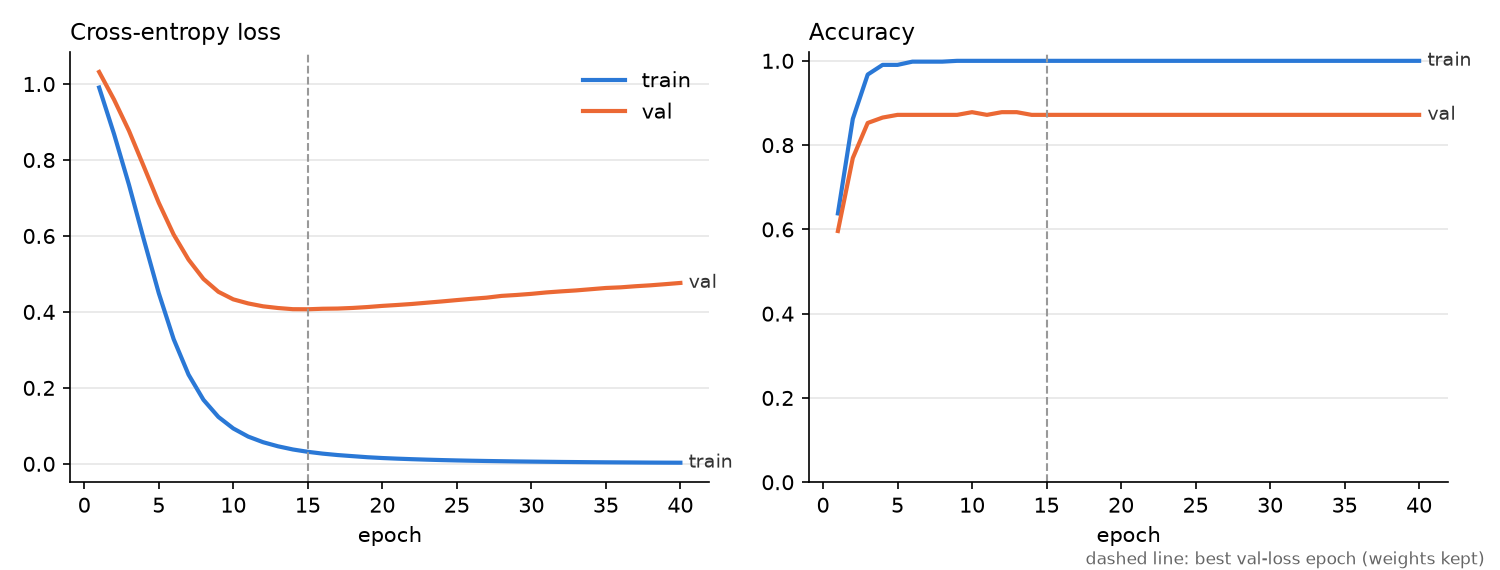 Cross-entropy loss
1.0
0.8
0.6
0.4
0.2
0.0
train
val
val
train
0 5 10 15 20 25 30 35 40
epoch
Accuracy
1.0
0.8
0.6
0.4
0.2
0.0
train
val
0 5 10 15 20 25 30 35 40
epoch
dashed line: best val-loss epoch (weights kept)